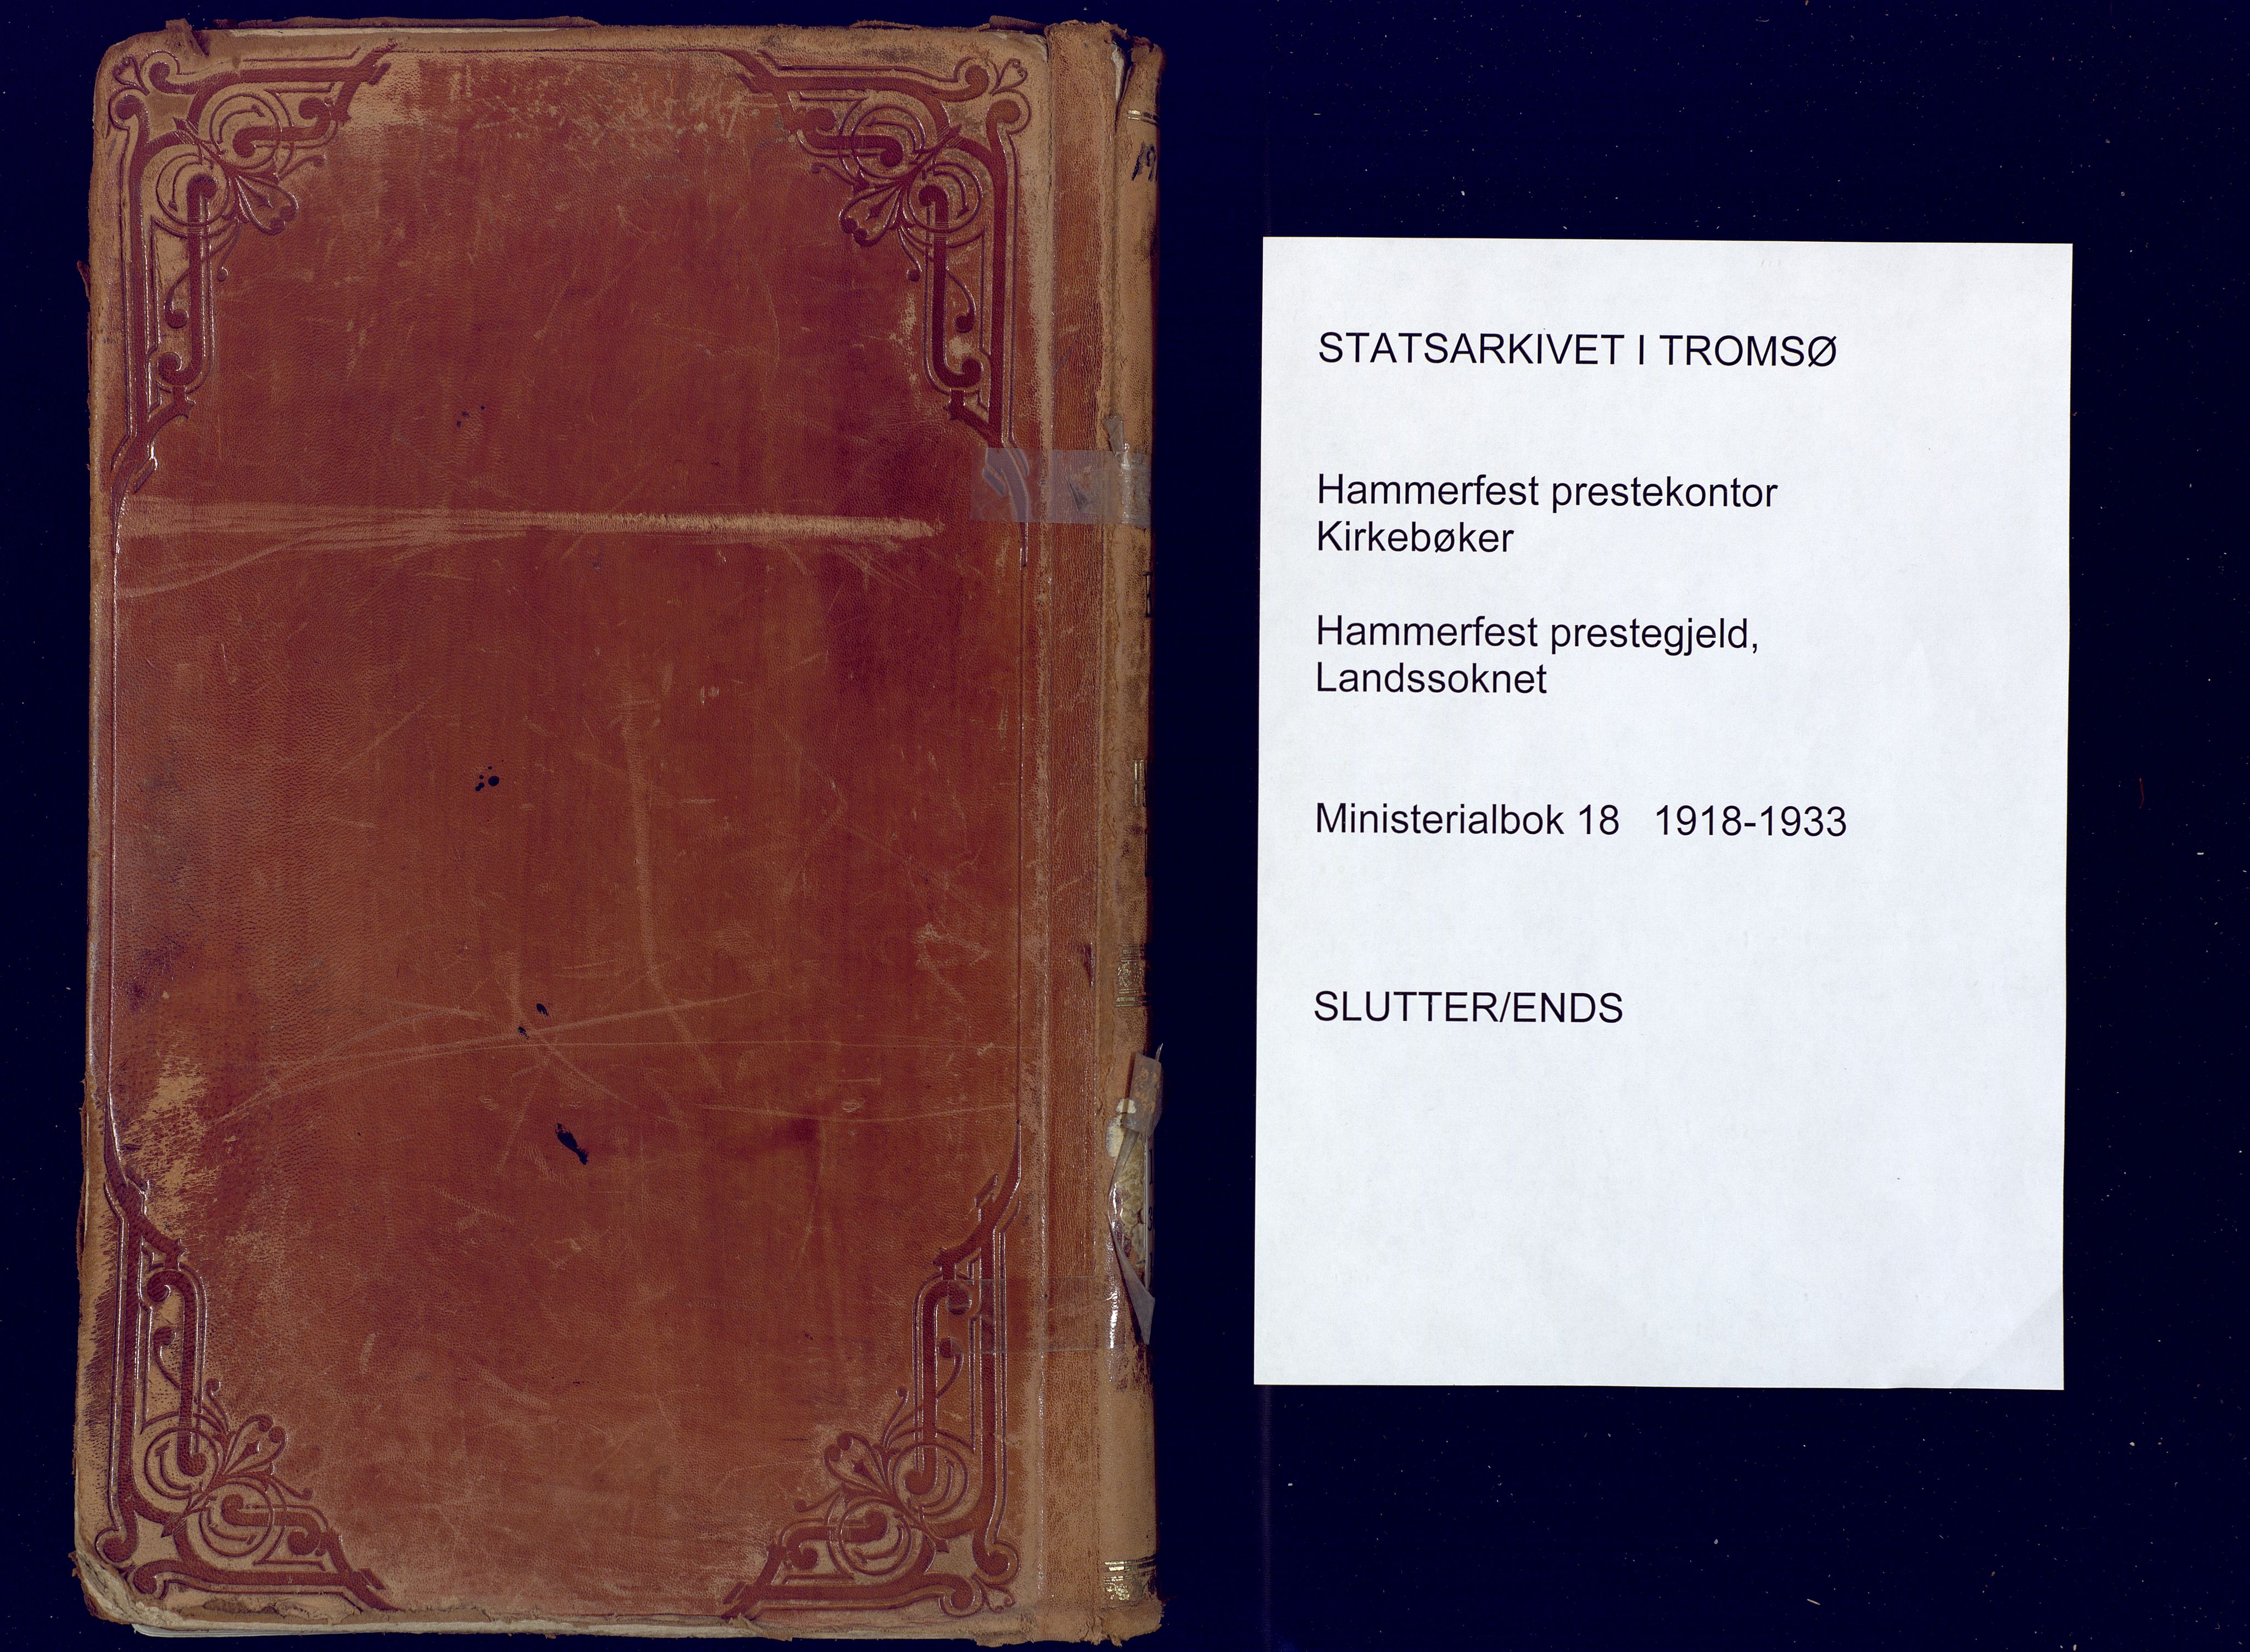 STATSARKIVET I TROMSØ
Hammerfest prestekontor
Kirkebøker
Hammerfest prestegjeld,
Landssoknet
Ministerialbok 18 1918-1933
SLUTTER/ENDS